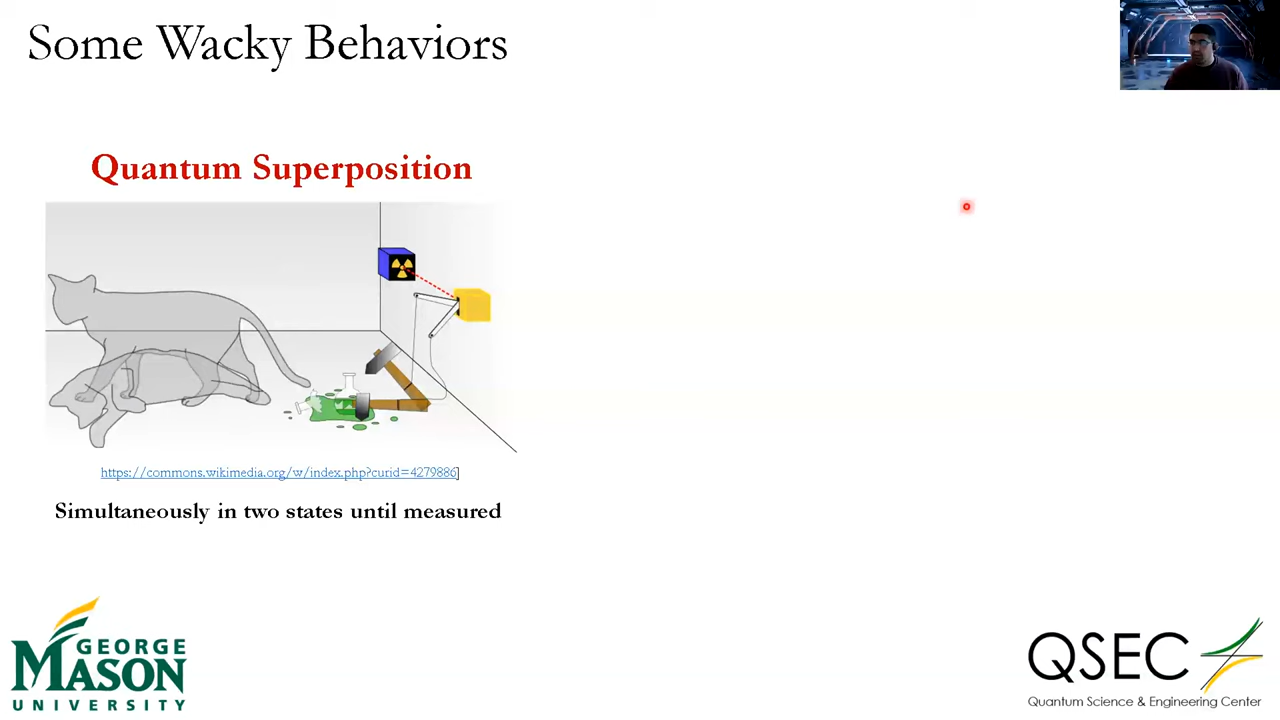 Some Wacky Behaviors
Quantum Superposition
https://commons.wikimedia.org/w/index.php?curid=4279886]
Simultaneously in two states until measured
GEORGE
MASON
UNIVERSITY
QSEC
Quantum Science & Engineering Center